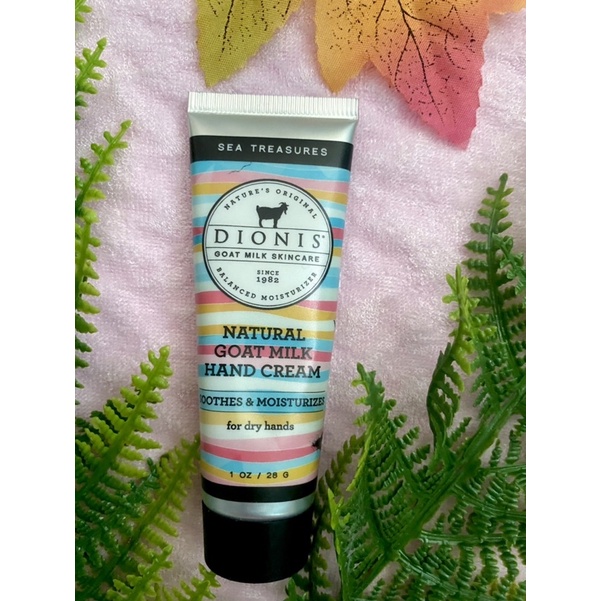 SEA TREASURES
NATURE'S ORIGINAL
DIONIS®
GOAT MILK SKINCARE
SINCE
1982
BALANCED MOISTURIZER
NATURAL
GOAT MILK
HAND CREAM
SOOTHES & MOISTURIZES
for dry hands
1 OZ / 28 G